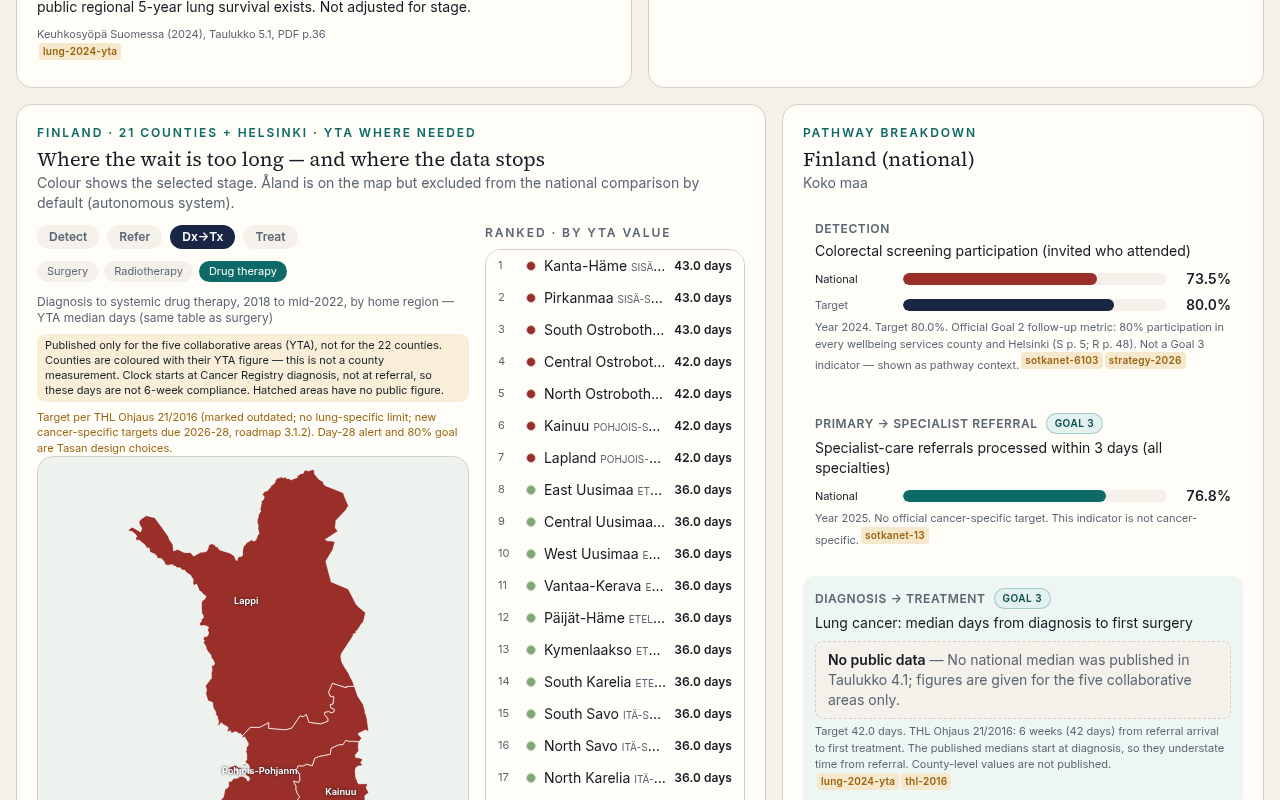 public regional 5-year lung survival exists. Not adjusted for stage.
Keuhkosyöpä Suomessa (2024), Taulukko 5.1, PDF p.36
lung-2024-yta
FINLAND · 21 COUNTIES + HELSINKI · YTA WHERE NEEDED
Where the wait is too long — and where the data stops
Colour shows the selected stage. Åland is on the map but excluded from the national comparison by
default (autonomous system).
Detect Refer Dx→Tx Treat
Surgery Radiotherapy Drug therapy
Diagnosis to systemic drug therapy, 2018 to mid-2022, by home region —
YTA median days (same table as surgery)
Published only for the five collaborative areas (YTA), not for the 22 counties.
Counties are coloured with their YTA figure — this is not a county
measurement. Clock starts at Cancer Registry diagnosis, not at referral, so
these days are not 6-week compliance. Hatched areas have no public figure.
Target per THL Ohjaus 21/2016 (marked outdated; no lung-specific limit; new
cancer-specific targets due 2026-28, roadmap 3.1.2). Day-28 alert and 80% goal
are Tasan design choices.
Lappi
Pohjois-Pohjanm
Kainuu
RANKED · BY YTA VALUE
1 Kanta-Häme SISÄ... 43.0 days
2 Pirkanmaa SISÄ-S... 43.0 days
3 South Ostroboth... 43.0 days
4 Central Ostrobot... 42.0 days
5 North Ostroboth... 42.0 days
6 Kainuu POHJOIS-S... 42.0 days
7 Lapland POHJOIS-... 42.0 days
8 East Uusimaa ET... 36.0 days
9 Central Uusimaa... 36.0 days
10 West Uusimaa E... 36.0 days
11 Vantaa-Kerava E... 36.0 days
12 Päijät-Häme ETEL... 36.0 days
13 Kymenlaakso ET... 36.0 days
14 South Karelia ETE... 36.0 days
15 South Savo ITÄ-S... 36.0 days
16 North Savo ITÄ-S... 36.0 days
17 North Karelia ITÄ-... 36.0 days
PATHWAY BREAKDOWN
Finland (national)
Koko maa
DETECTION
Colorectal screening participation (invited who attended)
National 73.5%
Target 80.0%
Year 2024. Target 80.0%. Official Goal 2 follow-up metric: 80% participation in
every wellbeing services county and Helsinki (S p. 5; R p. 48). Not a Goal 3
indicator — shown as pathway context. sotkanet-6103 strategy-2026
PRIMARY → SPECIALIST REFERRAL GOAL 3
Specialist-care referrals processed within 3 days (all
specialties)
National 76.8%
Year 2025. No official cancer-specific target. This indicator is not cancer-
specific. sotkanet-13
DIAGNOSIS → TREATMENT GOAL 3
Lung cancer: median days from diagnosis to first surgery
No public data — No national median was published in
Taulukko 4.1; figures are given for the five collaborative
areas only.
Target 42.0 days. THL Ohjaus 21/2016: 6 weeks (42 days) from referral arrival
to first treatment. The published medians start at diagnosis, so they understate
time from referral. County-level values are not published.
lung-2024-yta thl-2016